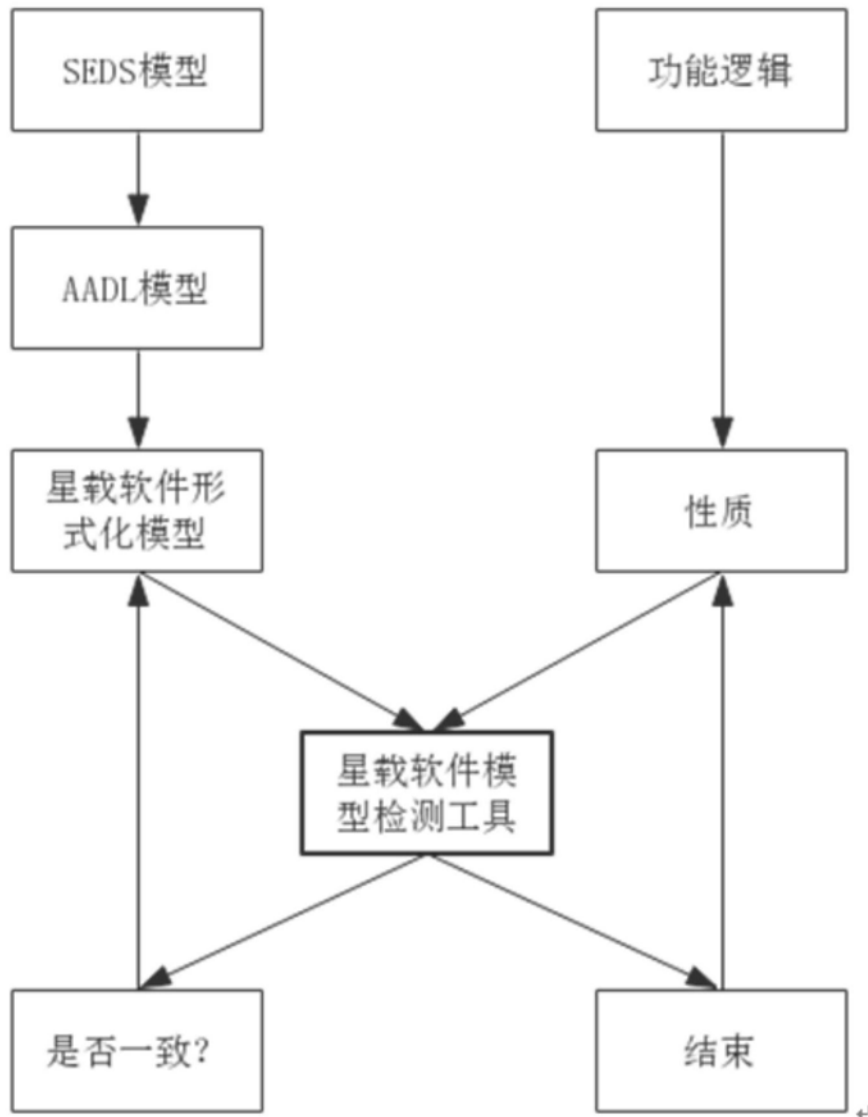 SEDS模型
功能逻辑
AADL模型
星载软件形
式化模型
性质
星载软件模
型检测工具
是否一致?
结束